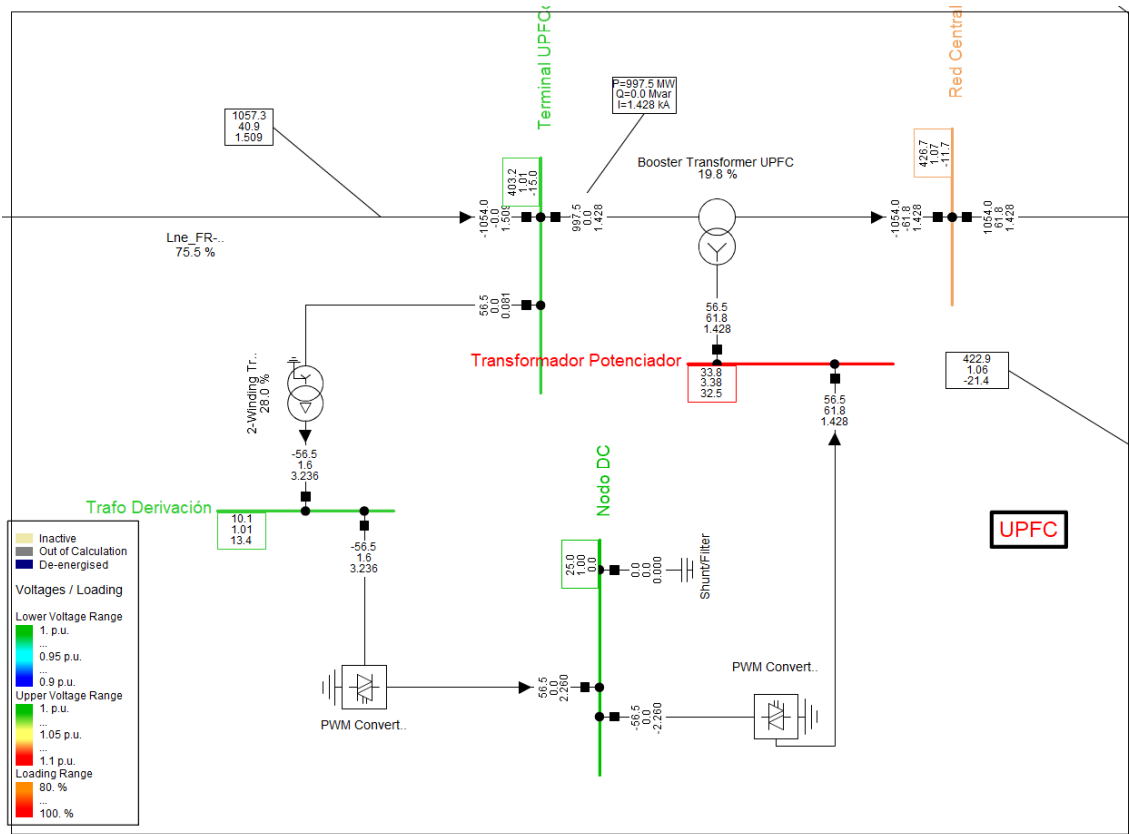 Terminal UPFC
Red Central
P=997.5 MW
Q=0.0 Mvar
I=1.428 kA
1057.3
40.9
1.509
Booster Transformer UPFC
19.8 %
403.2
1.01
-15.0
426.7
1.07
-11.7
-1054.0
-0.0
1.509
997.5
0.0
1.428
-1054.0
-61.8
1.428
1054.0
61.8
1.428
Lne_FR-..
75.5 %
56.5
0.0
0.081
56.5
61.8
1.428
Transformador Potenciador
33.8
3.38
32.5
422.9
1.06
-21.4
2-Winding Tr..
28.0 %
56.5
61.8
1.428
-56.5
1.6
3.236
Nodo DC
Trafo Derivación
10.1
1.01
13.4
-56.5
1.6
3.236
25.0
1.00
0.0
0.0
0.0
0.000
Shunt/Filter
UPFC
Inactive
Out of Calculation
De-energised
Voltages / Loading
Lower Voltage Range
1. p.u.
...
0.95 p.u.
...
0.9 p.u.
Upper Voltage Range
1. p.u.
...
1.05 p.u.
...
1.1 p.u.
Loading Range
80. %
...
100. %
PWM Convert..
56.5
0.0
2.260
-56.5
0.0
-2.260
PWM Convert..